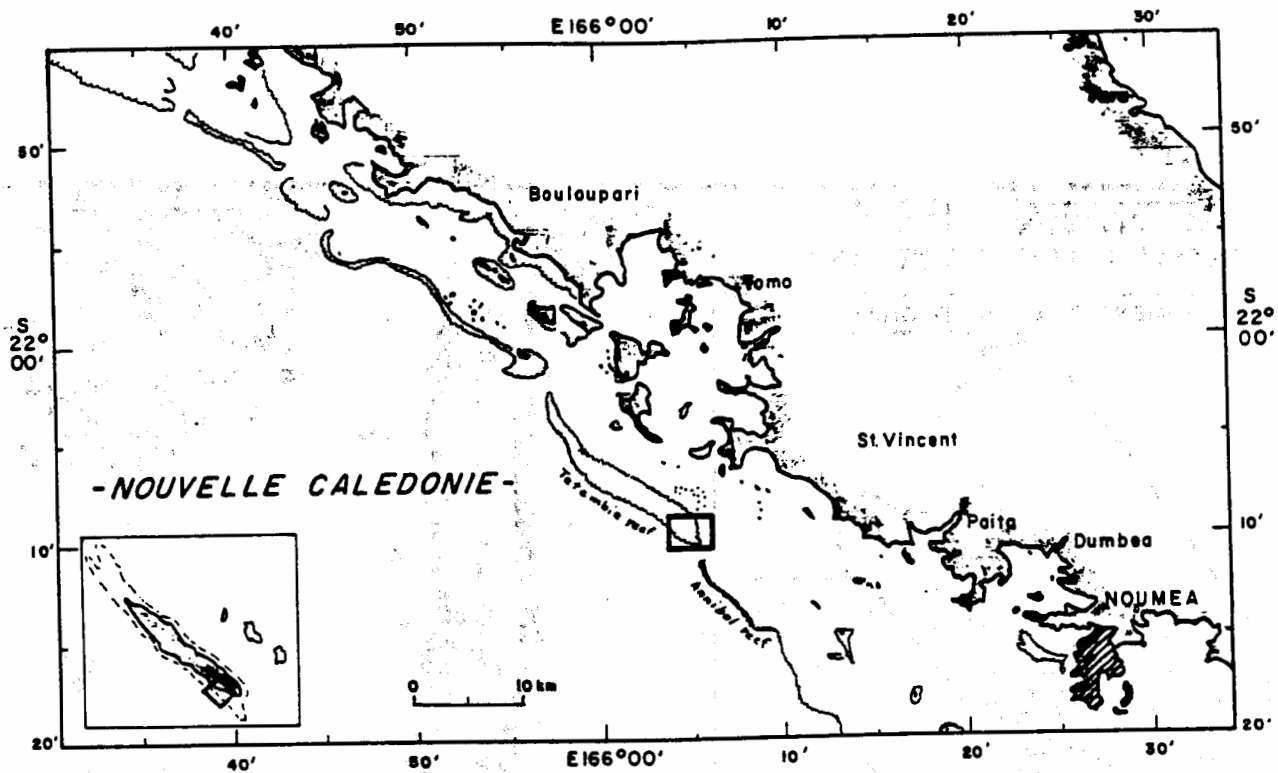 40' 50' E166°00' 10' 20' 30'
50' 50'
Bouloupari
Tomo
S
22°
00'
S
22°
00'
St. Vincent
-NOUVELLE CALEDONIE-
reef
10' 10'
Paita
Dumbea
NOUMEA
Annibal reef
0 10 km
20' 20'
40' 50' E166°00' 10' 20' 30'